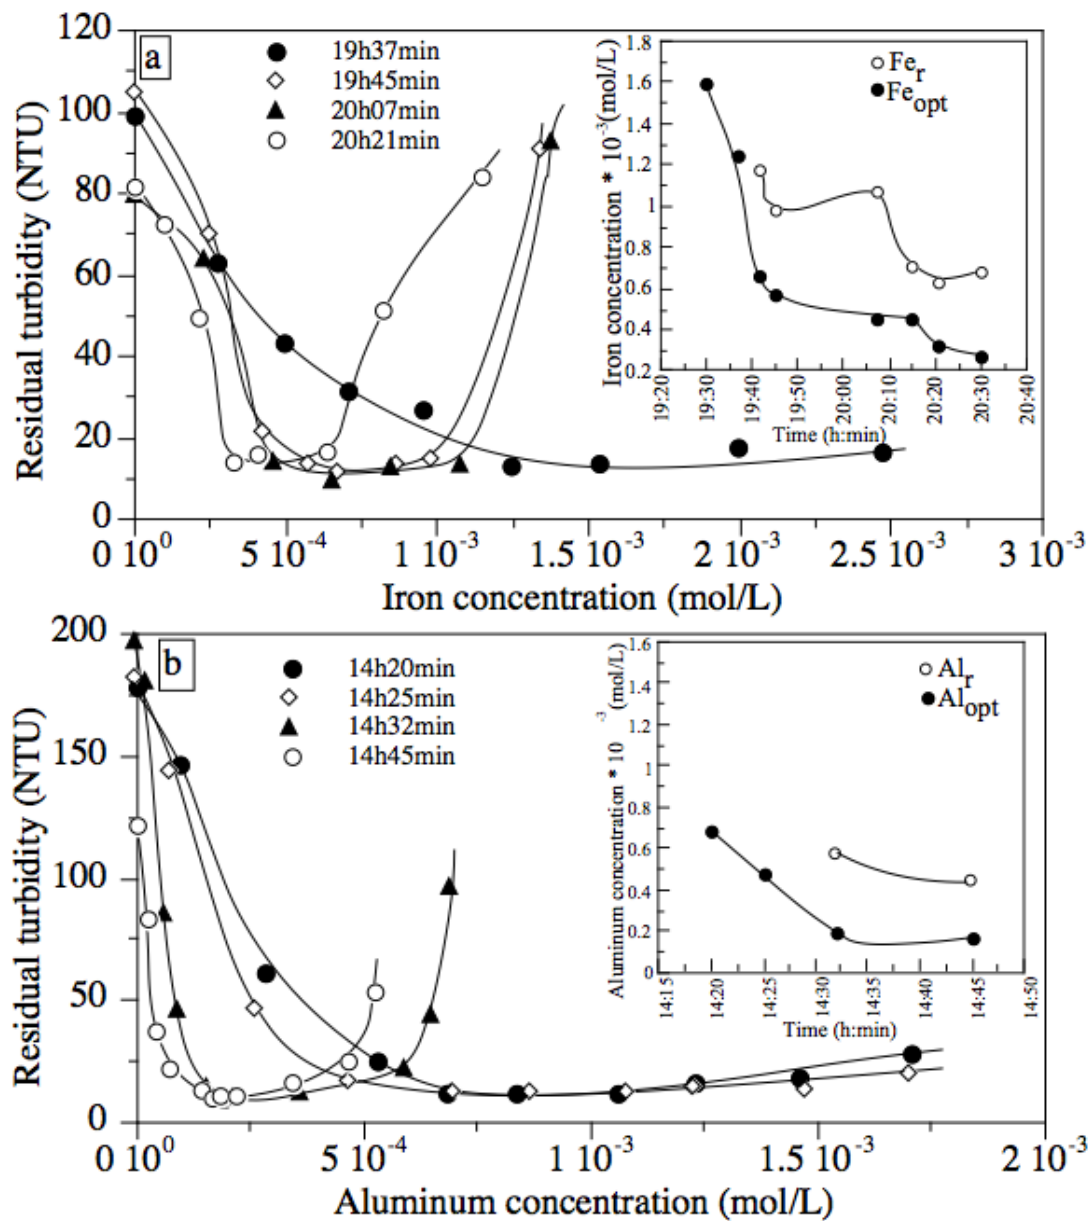 120
100
80
60
40
20
0
Residual turbidity (NTU)
a
19h37min
19h45min
20h07min
20h21min
1.8
1.6
1.4
1.2
1
0.8
0.6
0.4
0.2
Iron concentration * 10⁻³(mol/L)
Fer
Feopt
19:20
19:30
19:40
19:50
20:00
20:10
20:20
20:30
20:40
Time (h:min)
0 10⁰
5 10⁻⁴
1 10⁻³
1.5 10⁻³
2 10⁻³
2.5 10⁻³
3 10⁻³
Iron concentration (mol/L)
200
150
100
50
0
Residual turbidity (NTU)
b
14h20min
14h25min
14h32min
14h45min
1.6
1.4
1.2
1
0.8
0.6
0.4
0.2
0
Aluminum concentration * 10⁻³ (mol/L)
Alr
Alopt
14:15
14:20
14:25
14:32
14:35
14:40
14:45
14:50
Time (h:min)
0 10⁰
5 10⁻⁴
1 10⁻³
1.5 10⁻³
2 10⁻³
Aluminum concentration (mol/L)